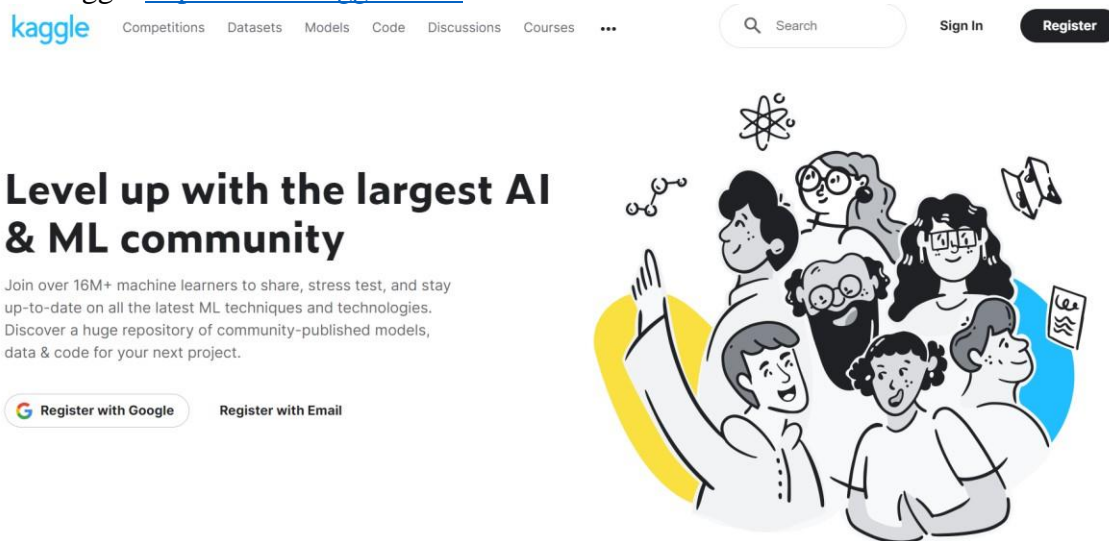 kaggle Competitions Datasets Models Code Discussions Courses ••• Search Sign In Register
Level up with the largest AI
& ML community
Join over 16M+ machine learners to share, stress test, and stay
up-to-date on all the latest ML techniques and technologies.
Discover a huge repository of community-published models,
data & code for your next project.
Register with Google Register with Email